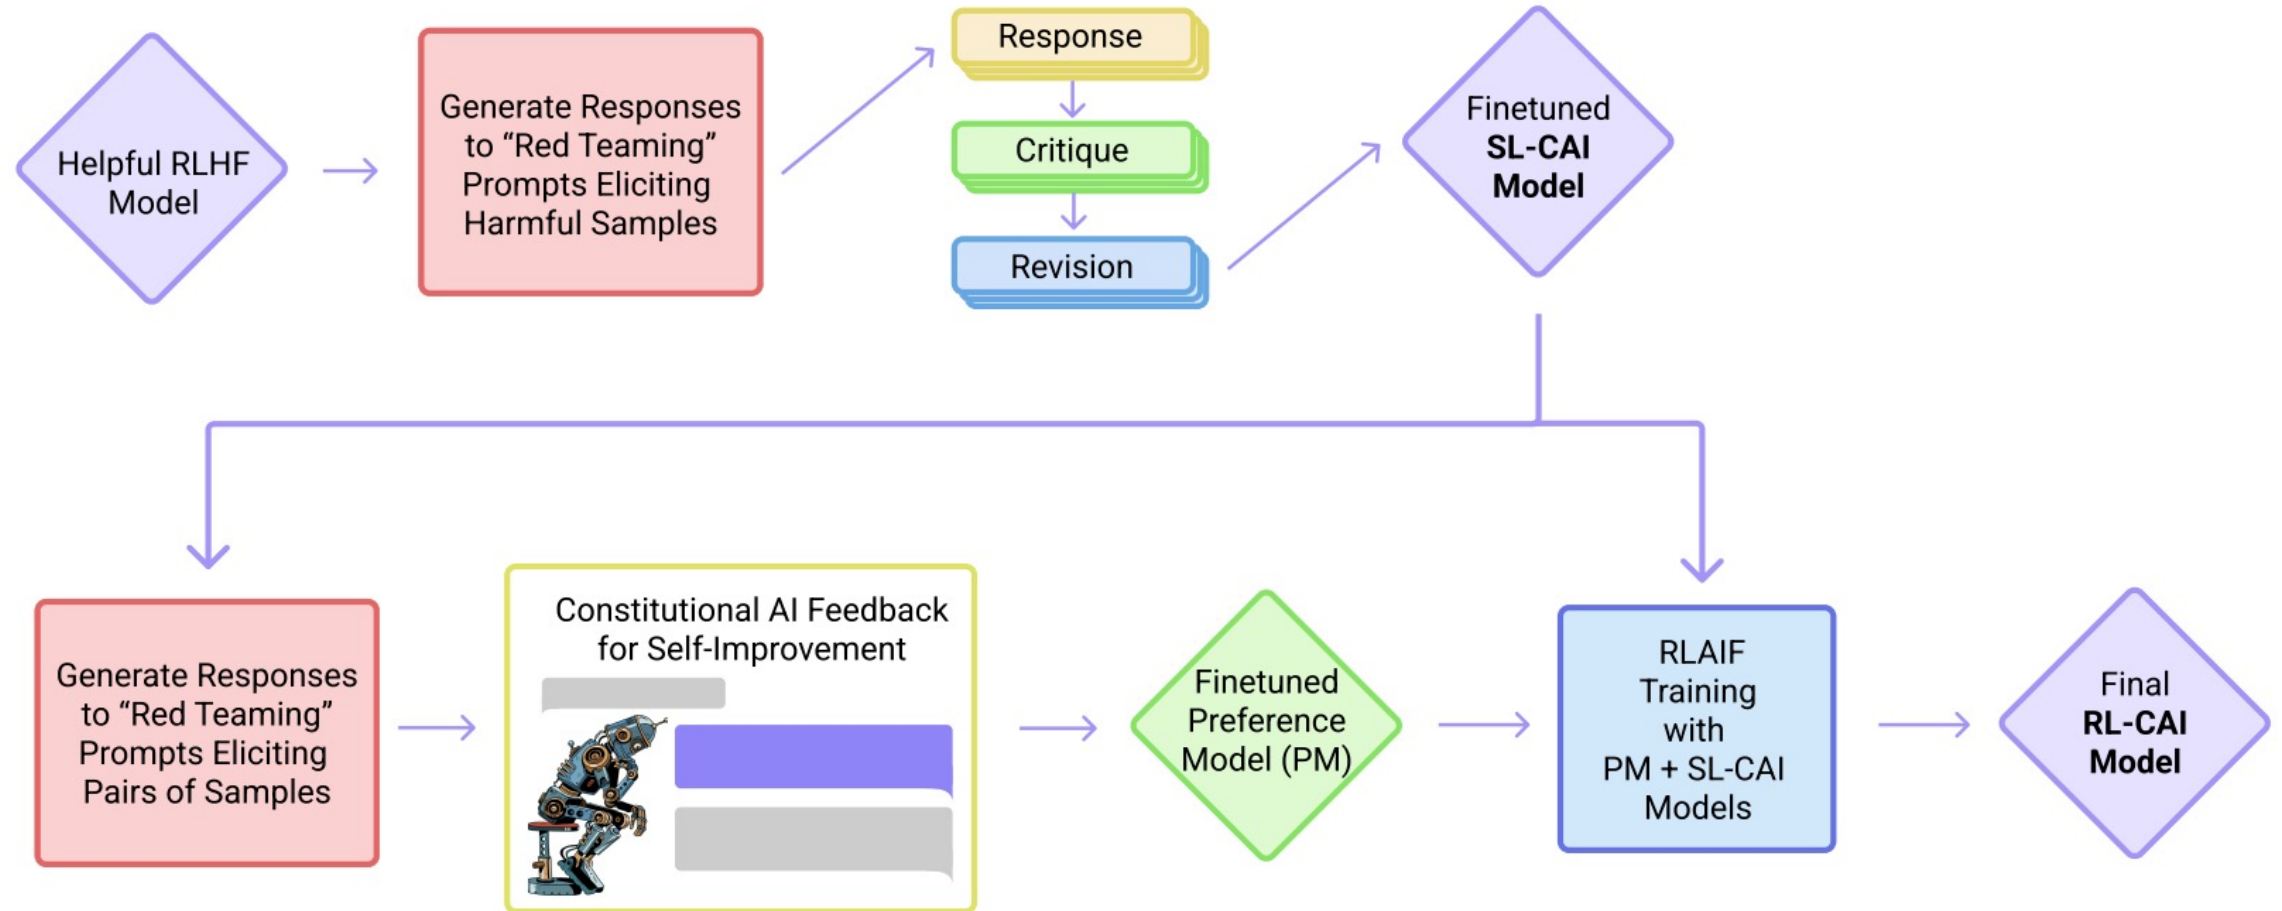 Helpful RLHF
Model
Generate Responses
to “Red Teaming”
Prompts Eliciting
Harmful Samples
Response
Critique
Revision
Finetuned
SL-CAI
Model
Generate Responses
to “Red Teaming”
Prompts Eliciting
Pairs of Samples
Constitutional AI Feedback
for Self-Improvement
Finetuned
Preference
Model (PM)
RLAIF
Training
with
PM + SL-CAI
Models
Final
RL-CAI
Model